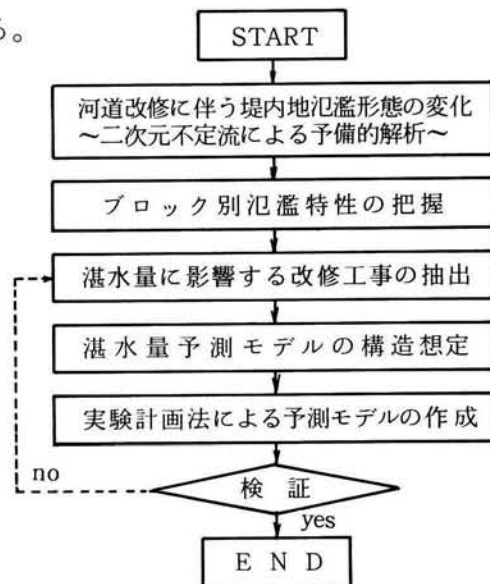 る。
START
河道改修に伴う堤内地氾濫形態の変化
~二次元不定流による予備的解析~
ブロック別氾濫特性の把握
湛水量に影響する改修工事の抽出
湛水量予測モデルの構造想定
実験計画法による予測モデルの作成
no
検証
yes
END